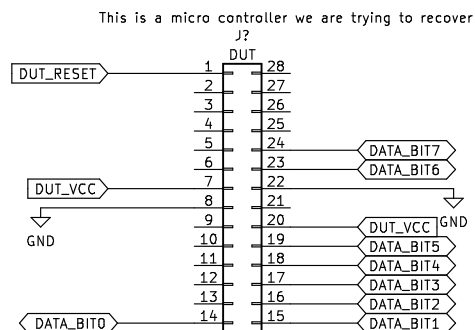 This is a micro controller we are trying to recover
J?
DUT
DUT_RESET 1 28
2 27
3 26
4 25
5 24 DATA_BIT7
6 23 DATA_BIT6
DUT_VCC 7 22
8 21 GND
GND 9 20 DUT_VCC
10 19 DATA_BIT5
11 18 DATA_BIT4
12 17 DATA_BIT3
13 16 DATA_BIT2
DATA_BIT0 14 15 DATA_BIT1